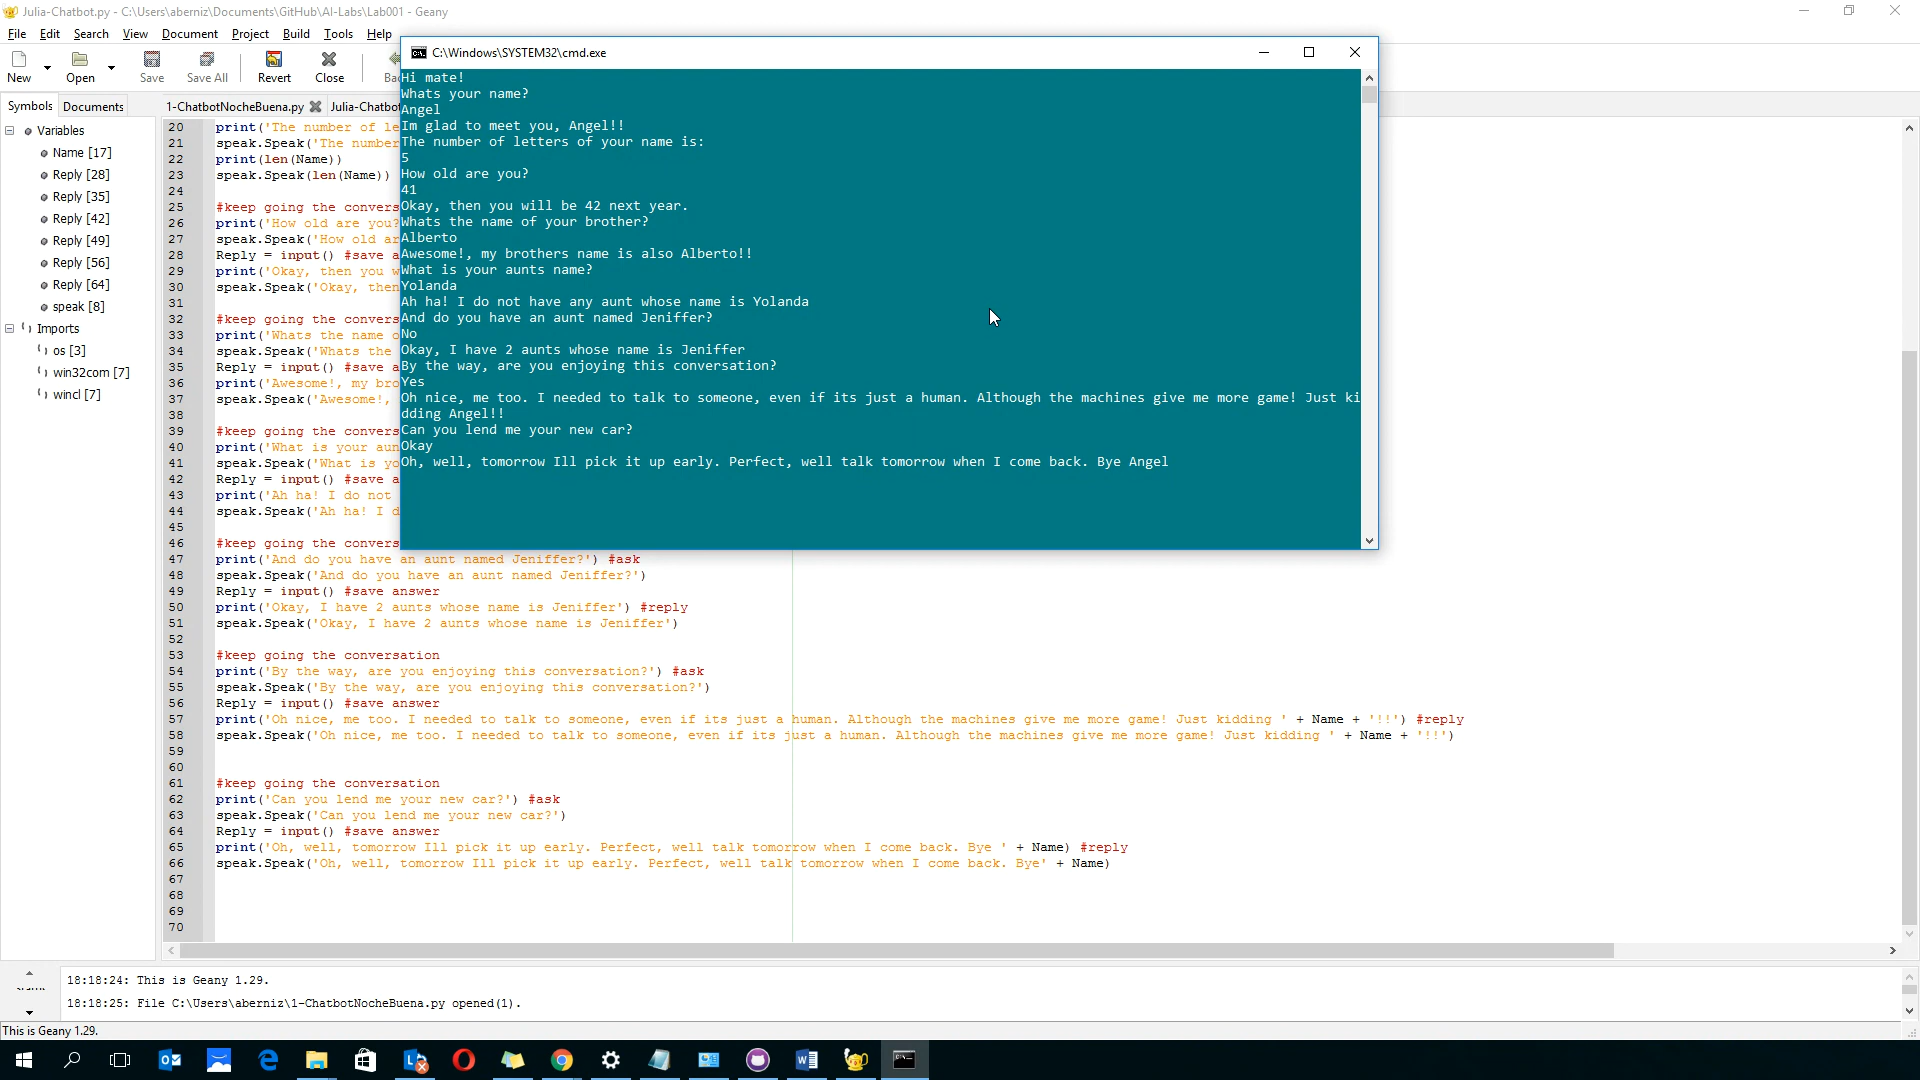 Julia-Chatbot.py - C:\Users\aberniz\Documents\GitHub\AI-Labs\Lab001 - Geany
File Edit Search View Document Project Build Tools Help
New Open Save Save All Revert Close
C:\Windows\SYSTEM32\cmd.exe
Hi mate!
Whats your name?
Angel
Im glad to meet you, Angel!!
The number of letters of your name is:
5
How old are you?
41
Okay, then you will be 42 next year.
Whats the name of your brother?
Alberto
Awesome!, my brothers name is also Alberto!!
What is your aunts name?
Yolanda
Ah ha! I do not have any aunt whose name is Yolanda
And do you have an aunt named Jeniffer?
No
Okay, I have 2 aunts whose name is Jeniffer
By the way, are you enjoying this conversation?
Yes
Oh nice, me too. I needed to talk to someone, even if its just a human. Although the machines give me more game! Just ki
dding Angel!!
Can you lend me your new car?
Okay
Oh, well, tomorrow Ill pick it up early. Perfect, well talk tomorrow when I come back. Bye Angel
Symbols Documents
Variables
Name [17]
Reply [28]
Reply [35]
Reply [42]
Reply [49]
Reply [56]
Reply [64]
speak [8]
Imports
os [3]
win32com [7]
wincl [7]
1-ChatbotNocheBuena.py Julia-Chatbot
20 print('The number of le
21 speak.Speak('The number
22 print(len(Name))
23 speak.Speak(len(Name))
24
25 #keep going the convers
26 print('How old are you?
27 speak.Speak('How old ar
28 Reply = input() #save a
29 print('Okay, then you w
30 speak.Speak('Okay, then
31
32 #keep going the convers
33 print('Whats the name o
34 speak.Speak('Whats the
35 Reply = input() #save a
36 print('Awesome!, my bro
37 speak.Speak('Awesome!,
38
39 #keep going the convers
40 print('What is your aun
41 speak.Speak('What is yo
42 Reply = input() #save a
43 print('Ah ha! I do not
44 speak.Speak('Ah ha! I d
45
46 #keep going the convers
47 print('And do you have an aunt named Jeniffer?') #ask
48 speak.Speak('And do you have an aunt named Jeniffer?')
49 Reply = input() #save answer
50 print('Okay, I have 2 aunts whose name is Jeniffer') #reply
51 speak.Speak('Okay, I have 2 aunts whose name is Jeniffer')
52
53 #keep going the conversation
54 print('By the way, are you enjoying this conversation?') #ask
55 speak.Speak('By the way, are you enjoying this conversation?')
56 Reply = input() #save answer
57 print('Oh nice, me too. I needed to talk to someone, even if its just a human. Although the machines give me more game! Just kidding ' + Name + '!!') #reply
58 speak.Speak('Oh nice, me too. I needed to talk to someone, even if its just a human. Although the machines give me more game! Just kidding ' + Name + '!!')
59
60
61 #keep going the conversation
62 print('Can you lend me your new car?') #ask
63 speak.Speak('Can you lend me your new car?')
64 Reply = input() #save answer
65 print('Oh, well, tomorrow Ill pick it up early. Perfect, well talk tomorrow when I come back. Bye ' + Name) #reply
66 speak.Speak('Oh, well, tomorrow Ill pick it up early. Perfect, well talk tomorrow when I come back. Bye' + Name)
67
68
69
70
18:18:24: This is Geany 1.29.
18:18:25: File C:\Users\aberniz\1-ChatbotNocheBuena.py opened(1).
This is Geany 1.29.